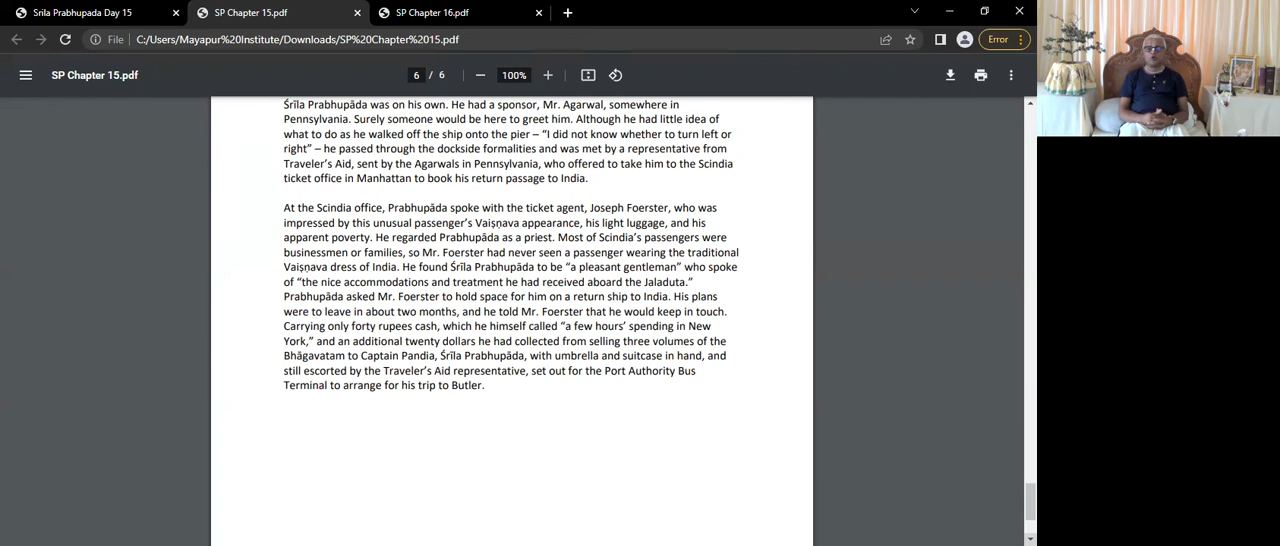 Srila Prabhupada Day 15
SP Chapter 15.pdf
SP Chapter 16.pdf
File
C:/Users/Mayapur%20Institute/Downloads/SP%20Chapter%2015.pdf
Error
SP Chapter 15.pdf
6 / 6
100%
Śrīla Prabhupāda was on his own. He had a sponsor, Mr. Agarwal, somewhere in
Pennsylvania. Surely someone would be here to greet him. Although he had little idea of
what to do as he walked off the ship onto the pier – “I did not know whether to turn left or
right” – he passed through the dockside formalities and was met by a representative from
Traveler’s Aid, sent by the Agarwals in Pennsylvania, who offered to take him to the Scindia
ticket office in Manhattan to book his return passage to India.
At the Scindia office, Prabhupāda spoke with the ticket agent, Joseph Foerster, who was
impressed by this unusual passenger’s Vaiṣṇava appearance, his light luggage, and his
apparent poverty. He regarded Prabhupāda as a priest. Most of Scindia’s passengers were
businessmen or families, so Mr. Foerster had never seen a passenger wearing the traditional
Vaiṣṇava dress of India. He found Śrīla Prabhupāda to be “a pleasant gentleman” who spoke
of “the nice accommodations and treatment he had received aboard the Jaladuta.”
Prabhupāda asked Mr. Foerster to hold space for him on a return ship to India. His plans
were to leave in about two months, and he told Mr. Foerster that he would keep in touch.
Carrying only forty rupees cash, which he himself called “a few hours’ spending in New
York,” and an additional twenty dollars he had collected from selling three volumes of the
Bhāgavatam to Captain Pandia, Śrīla Prabhupāda, with umbrella and suitcase in hand, and
still escorted by the Traveler’s Aid representative, set out for the Port Authority Bus
Terminal to arrange for his trip to Butler.